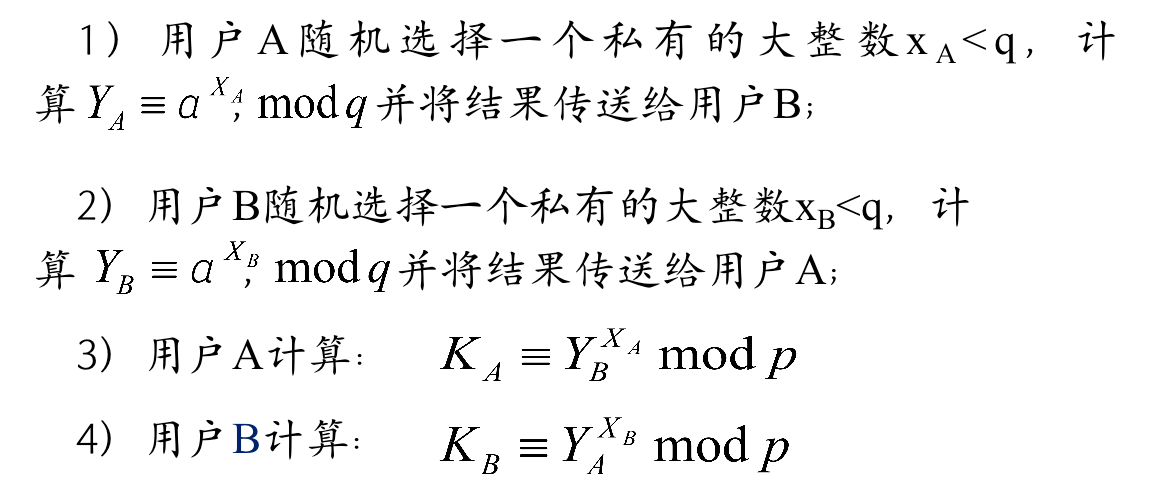 1) 用户A随机选择一个私有的大整数x_A<q, 计
算 Y_A ≡ a^{X_A}, mod q 并将结果传送给用户B;
2) 用户B随机选择一个私有的大整数x_B<q, 计
算 Y_B ≡ a^{X_B}, mod q 并将结果传送给用户A;
3) 用户A计算: K_A ≡ Y_B^{X_A} mod p
4) 用户B计算: K_B ≡ Y_A^{X_B} mod p